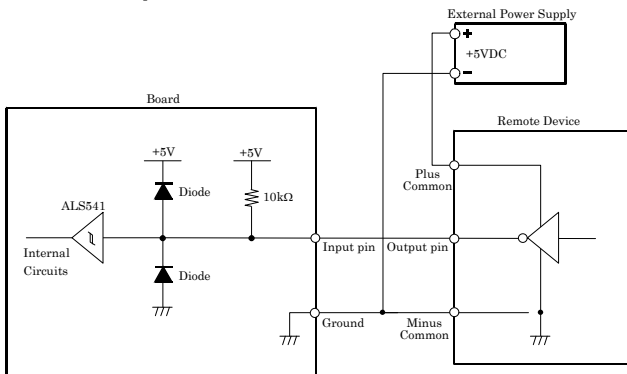 External Power Supply
+
+5VDC
−
Board
Remote Device
+5V
+5V
Plus
Common
Diode
10kΩ
ALS541
Internal
Circuits
Input pin
Output pin
Diode
Ground
Minus
Common